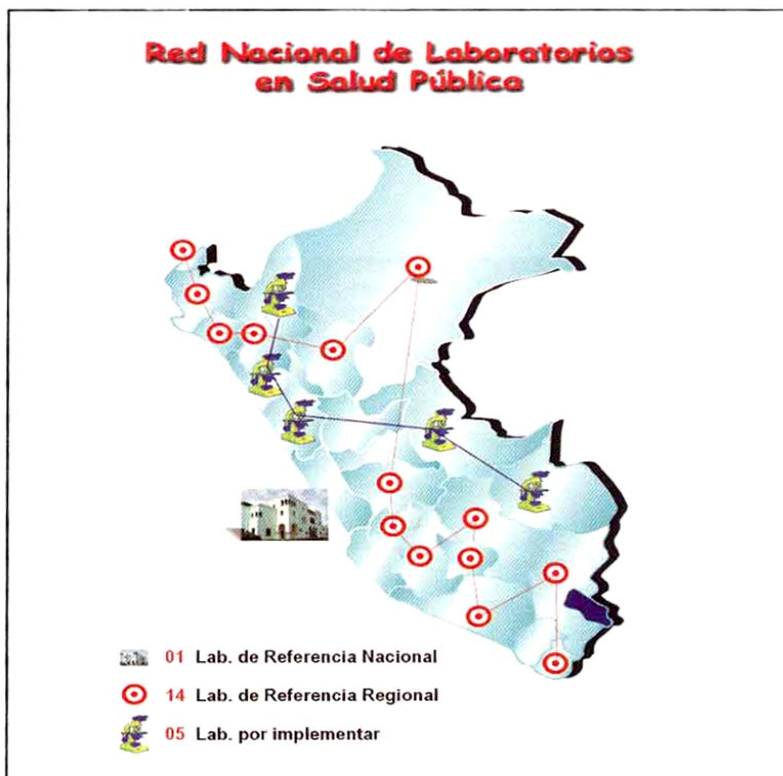 Red Nacional de Laboratorios
en Salud Pública
01 Lab. de Referencia Nacional
14 Lab. de Referencia Regional
05 Lab. por implementar